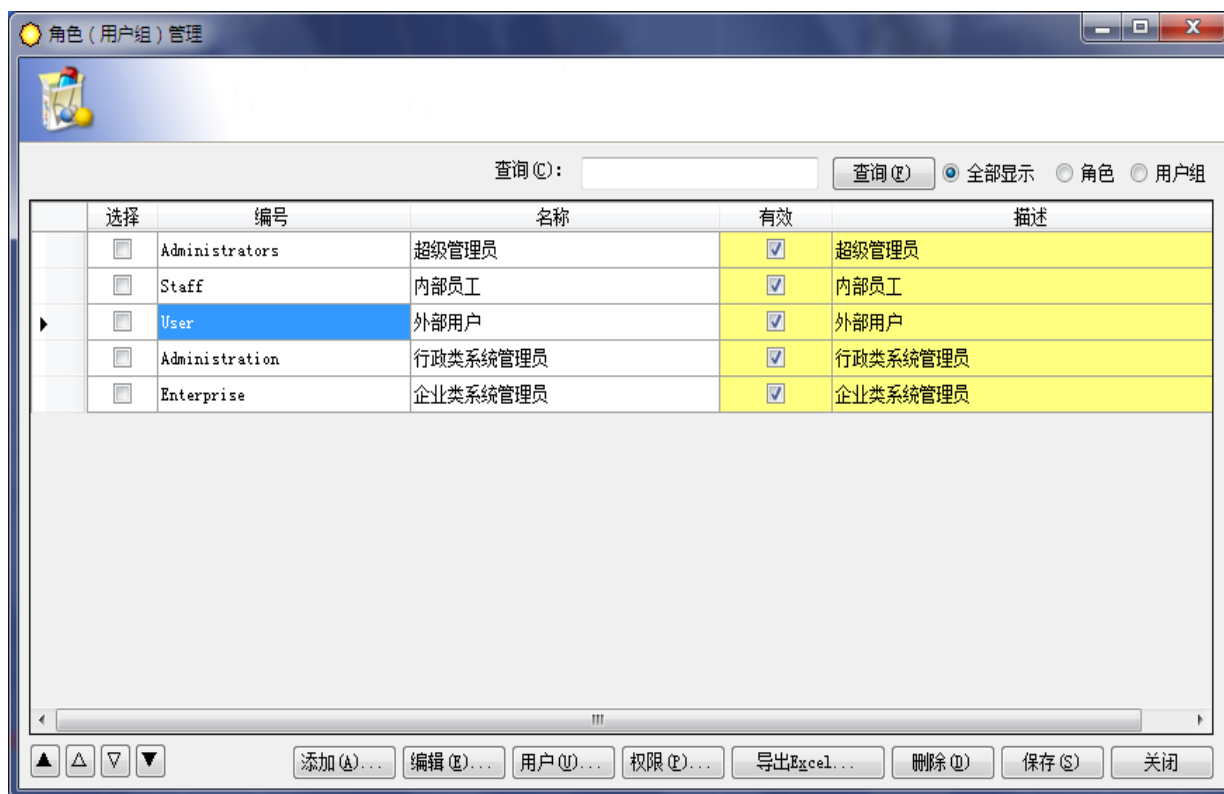 角色(用户组)管理
查询(C): 查询(F) 全部显示 角色 用户组
选择 编号 名称 有效 描述
Administrators 超级管理员 超级管理员
Staff 内部员工 内部员工
User 外部用户 外部用户
Administration 行政类系统管理员 行政类系统管理员
Enterprise 企业类系统管理员 企业类系统管理员
添加(A)... 编辑(E)... 用户(U)... 权限(P)... 导出Excel... 删除(D) 保存(S) 关闭